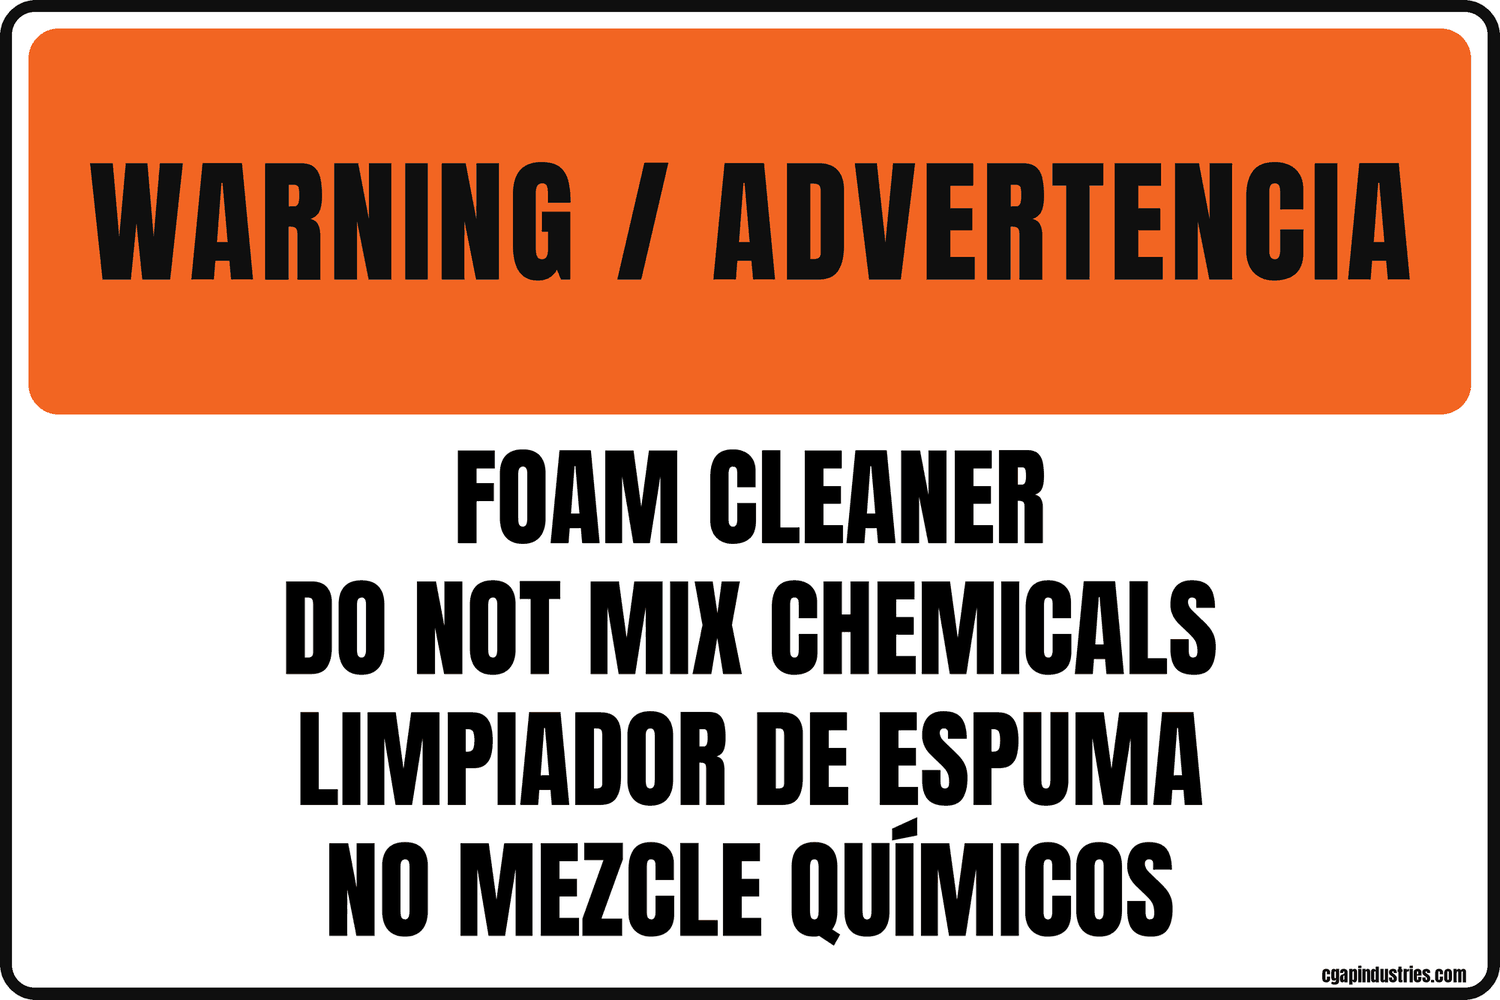 WARNING / ADVERTENCIA
FOAM CLEANER
DO NOT MIX CHEMICALS
LIMPIADOR DE ESPUMA
NO MEZCLE QUÍMICOS
cgapindustries.com